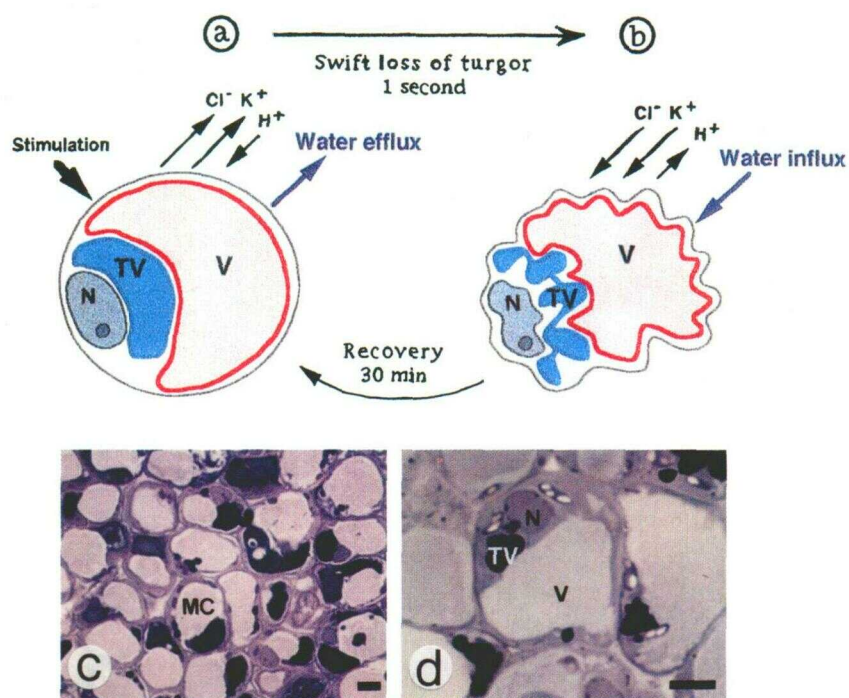 a
b
Swift loss of turgor
1 second
Cl⁻ K⁺
H⁺
Stimulation
Water efflux
Cl⁻ K⁺
H⁺
Water influx
TV
V
N
V
N
TV
Recovery
30 min
MC
c
N
TV
V
d